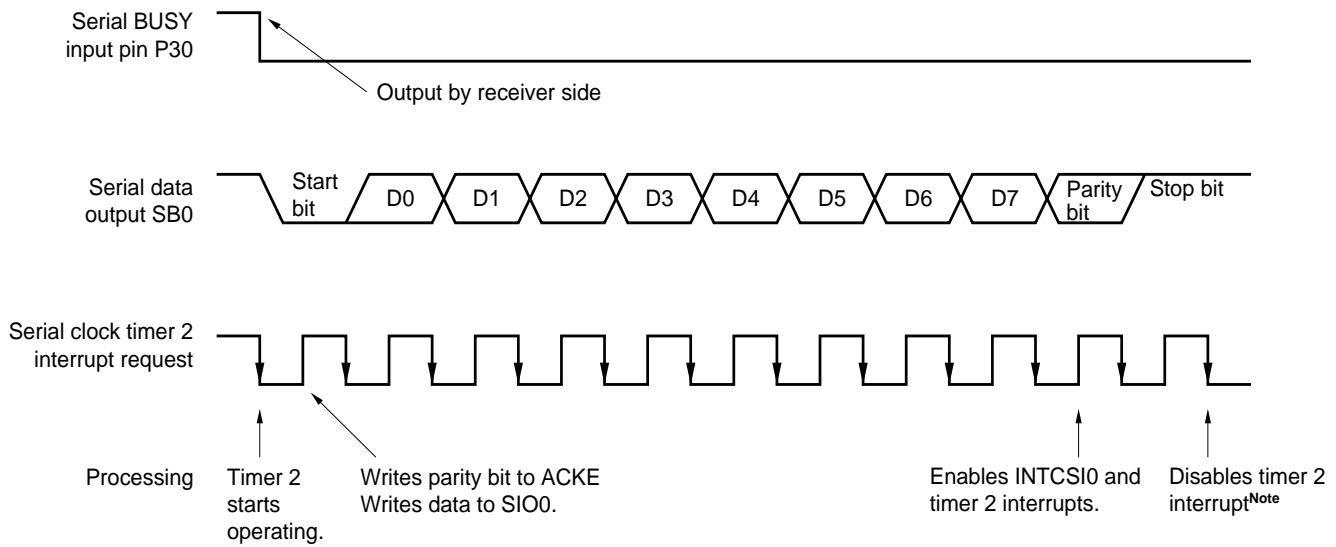 Serial BUSY
input pin P30
Output by receiver side
Serial data
output SB0
Start
bit
D0
D1
D2
D3
D4
D5
D6
D7
Parity
bit
Stop bit
Serial clock timer 2
interrupt request
Processing
Timer 2
starts
operating.
Writes parity bit to ACKE
Writes data to SIO0.
Enables INTCSI0 and
timer 2 interrupts.
Disables timer 2
interruptNote